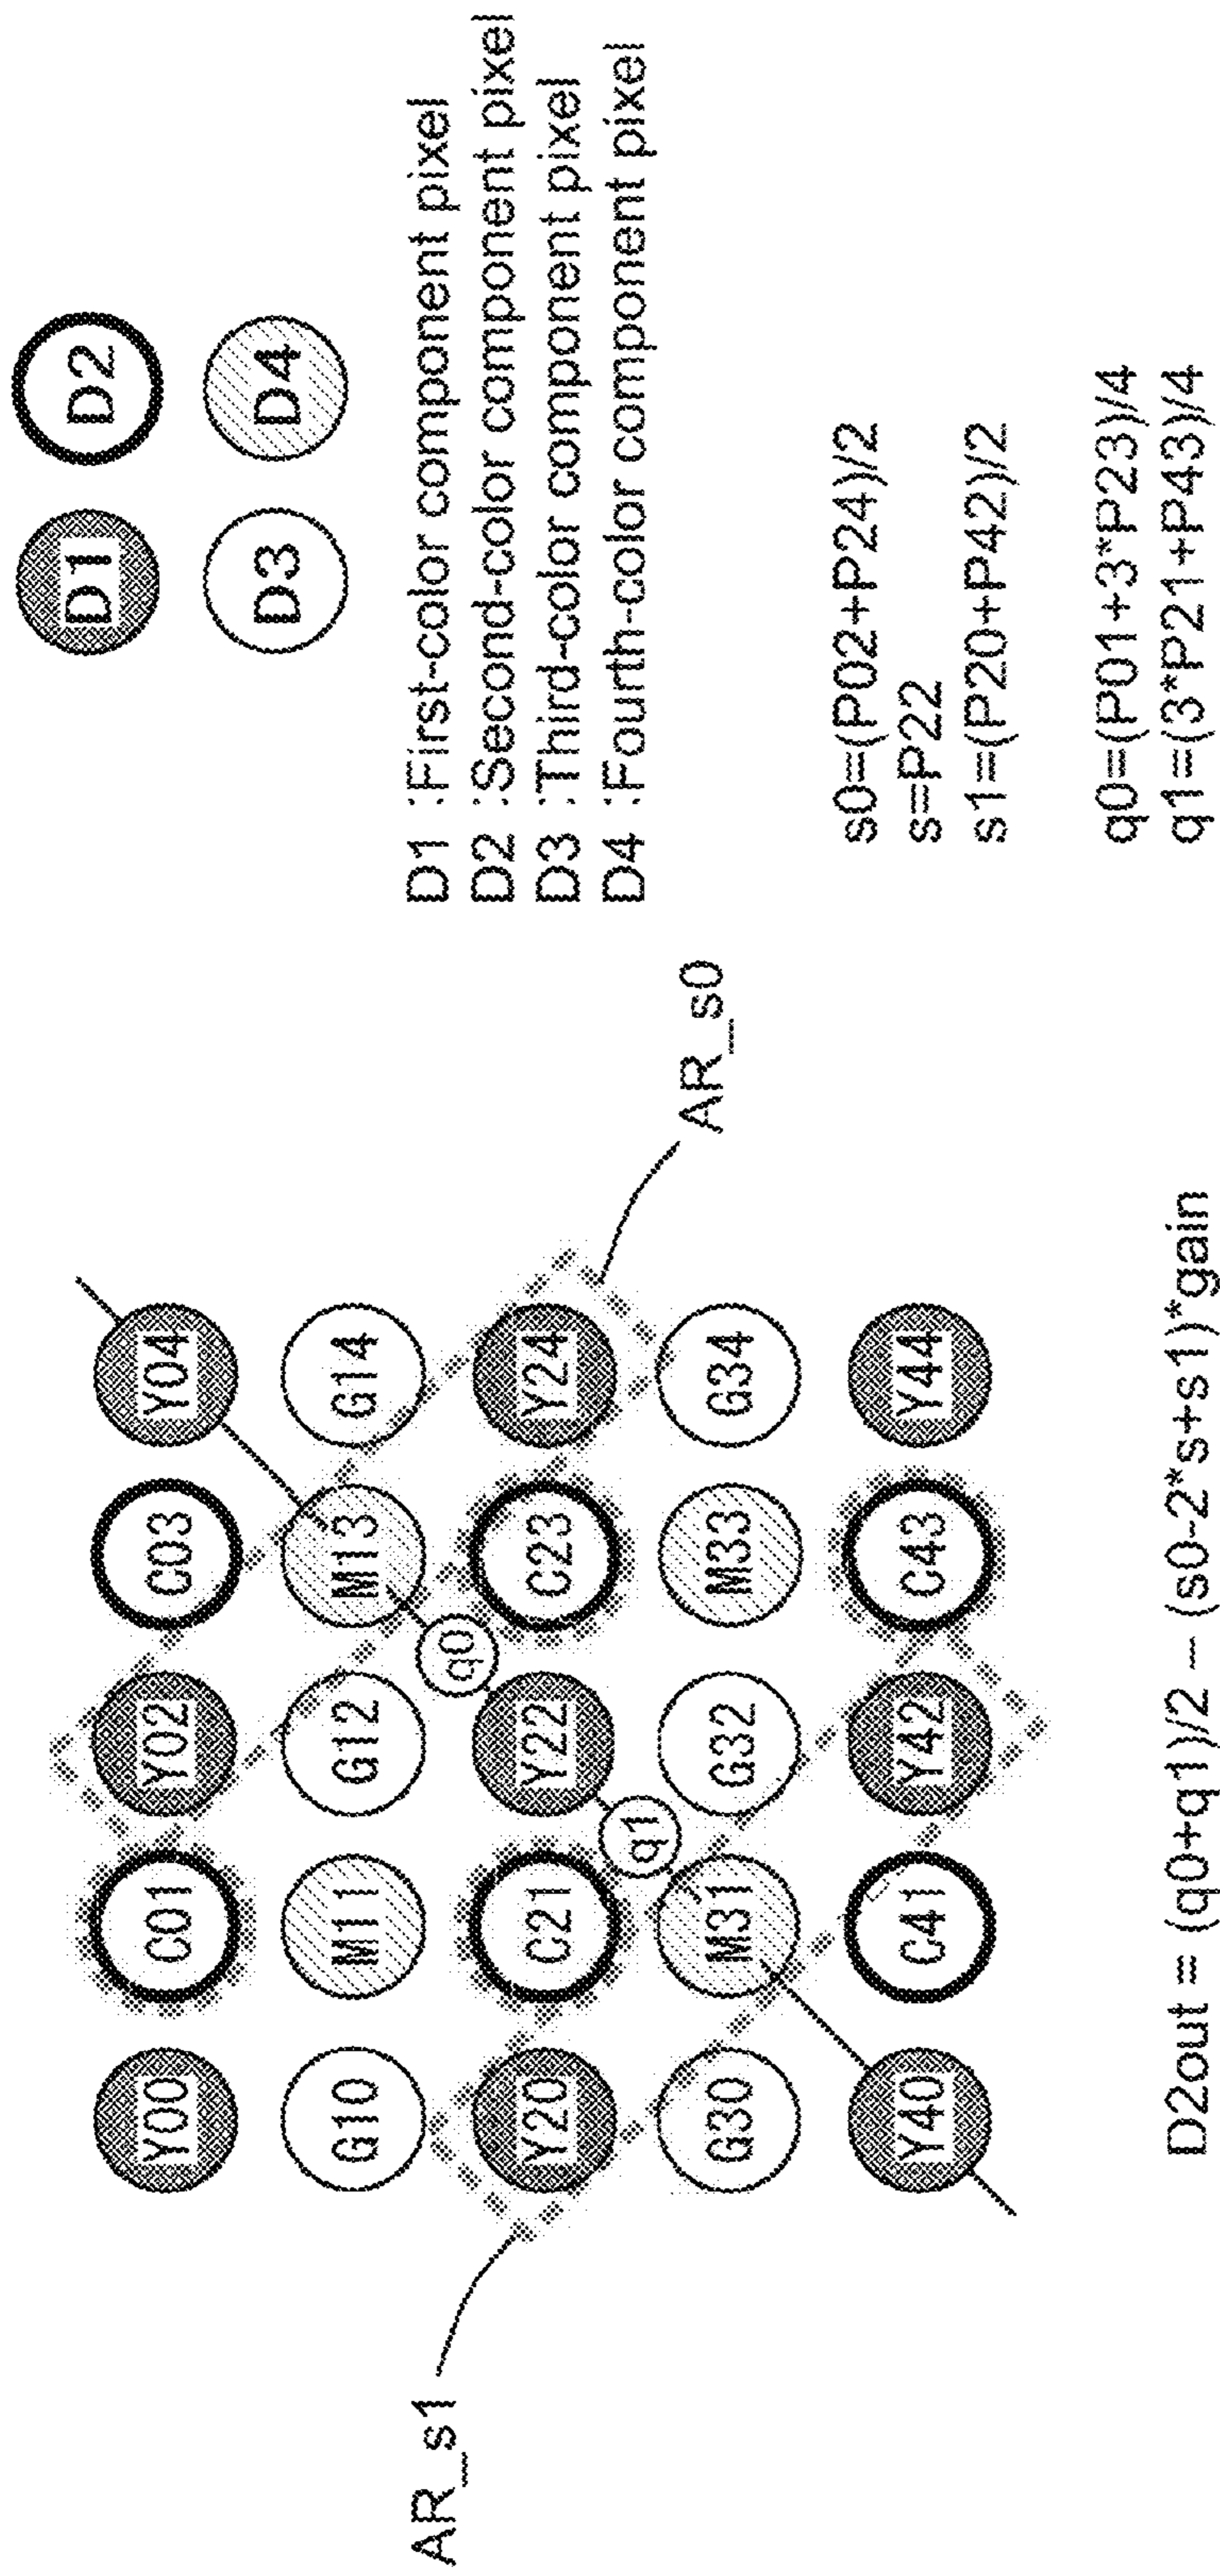 Y00 C01 Y02 C03 Y04
G10 M11 G12 M13 G14
q0
Y20 C21 Y22 C23 Y24
q1
G30 M31 G32 M33 G34
Y40 C41 Y42 C43 Y44
AR_s1
AR_s0
D2out = (q0+q1)/2 – (s0-2*s+s1)*gain
D1 D2
D3 D4
D1 :First-color component pixel
D2 :Second-color component pixel
D3 :Third-color component pixel
D4 :Fourth-color component pixel
s0=(P02+P24)/2
s=P22
s1=(P20+P42)/2
q0=(P01+3*P23)/4
q1=(3*P21+P43)/4